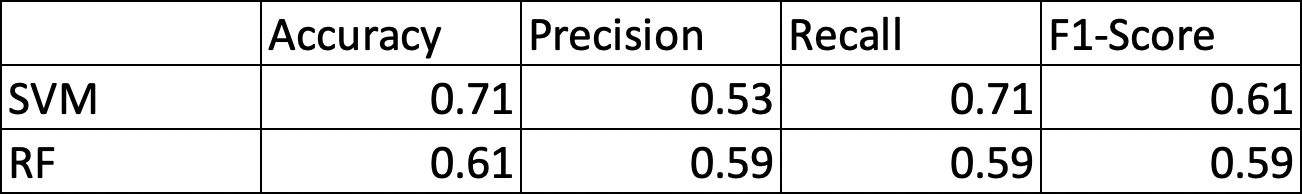 Accuracy Precision Recall F1-Score
SVM 0.71 0.53 0.71 0.61
RF 0.61 0.59 0.59 0.59